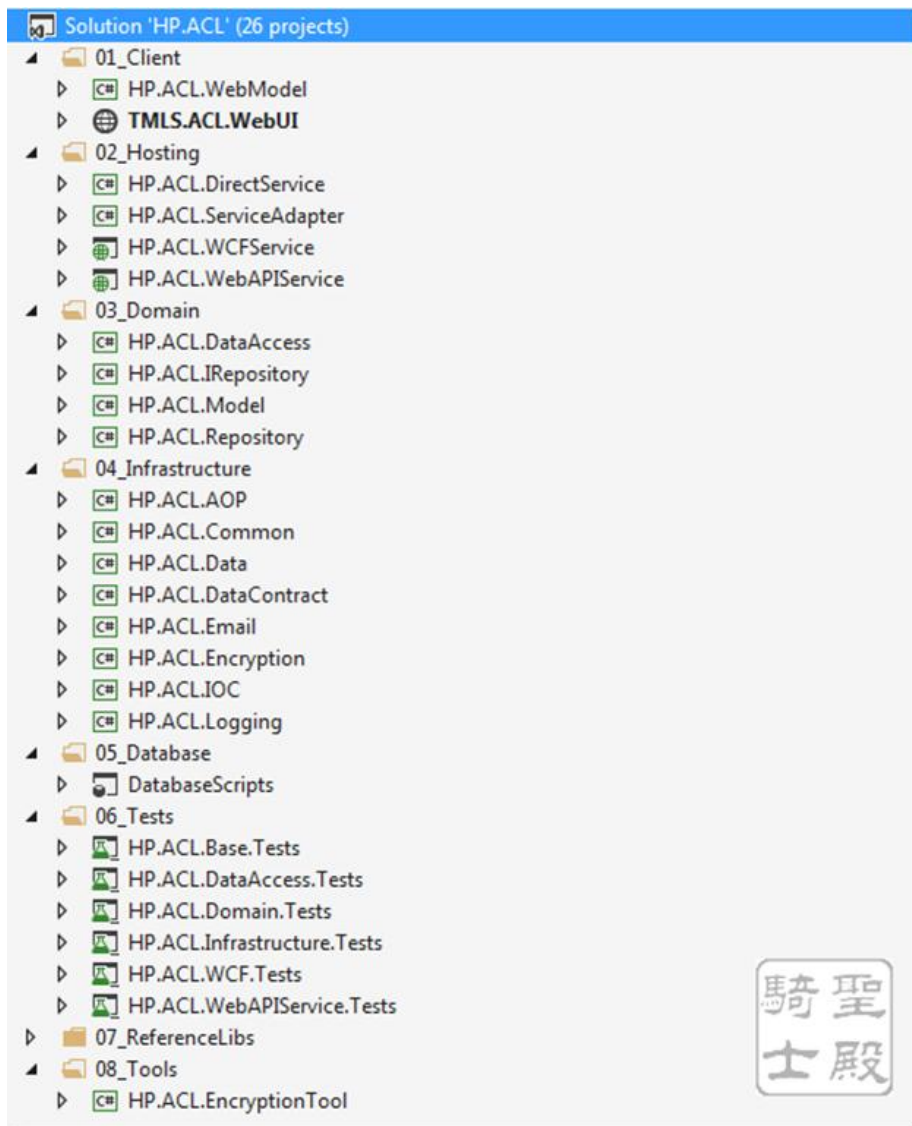 Solution 'HP.ACL' (26 projects)
01_Client
C# HP.ACL.WebModel
TMLS.ACL.WebUI
02_Hosting
C# HP.ACL.DirectService
C# HP.ACL.ServiceAdapter
HP.ACL.WCFService
HP.ACL.WebAPIService
03_Domain
C# HP.ACL.DataAccess
C# HP.ACL.IRepository
C# HP.ACL.Model
C# HP.ACL.Repository
04_Infrastructure
C# HP.ACL.AOP
C# HP.ACL.Common
C# HP.ACL.Data
C# HP.ACL.DataContract
C# HP.ACL.Email
C# HP.ACL.Encryption
C# HP.ACL.IOC
C# HP.ACL.Logging
05_Database
DatabaseScripts
06_Tests
HP.ACL.Base.Tests
HP.ACL.DataAccess.Tests
HP.ACL.Domain.Tests
HP.ACL.Infrastructure.Tests
HP.ACL.WCF.Tests
HP.ACL.WebAPIService.Tests
07_ReferenceLibs
08_Tools
C# HP.ACL.EncryptionTool
聖殿
騎士